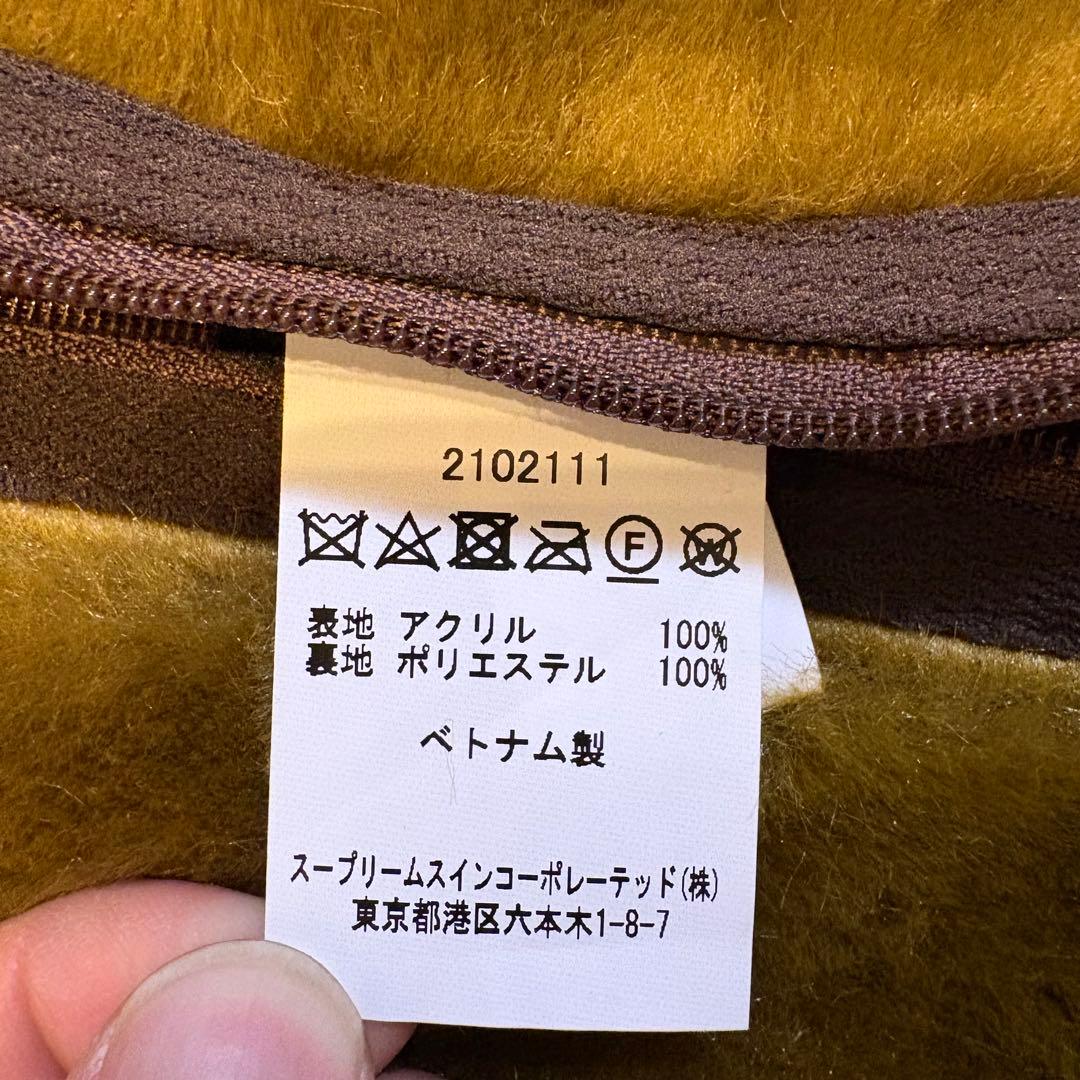 2102111
F W
表地 アクリル 100%
裏地 ポリエステル 100%
ベトナム製
スープリームスインコーポレーテッド(株)
東京都港区六本木1-8-7